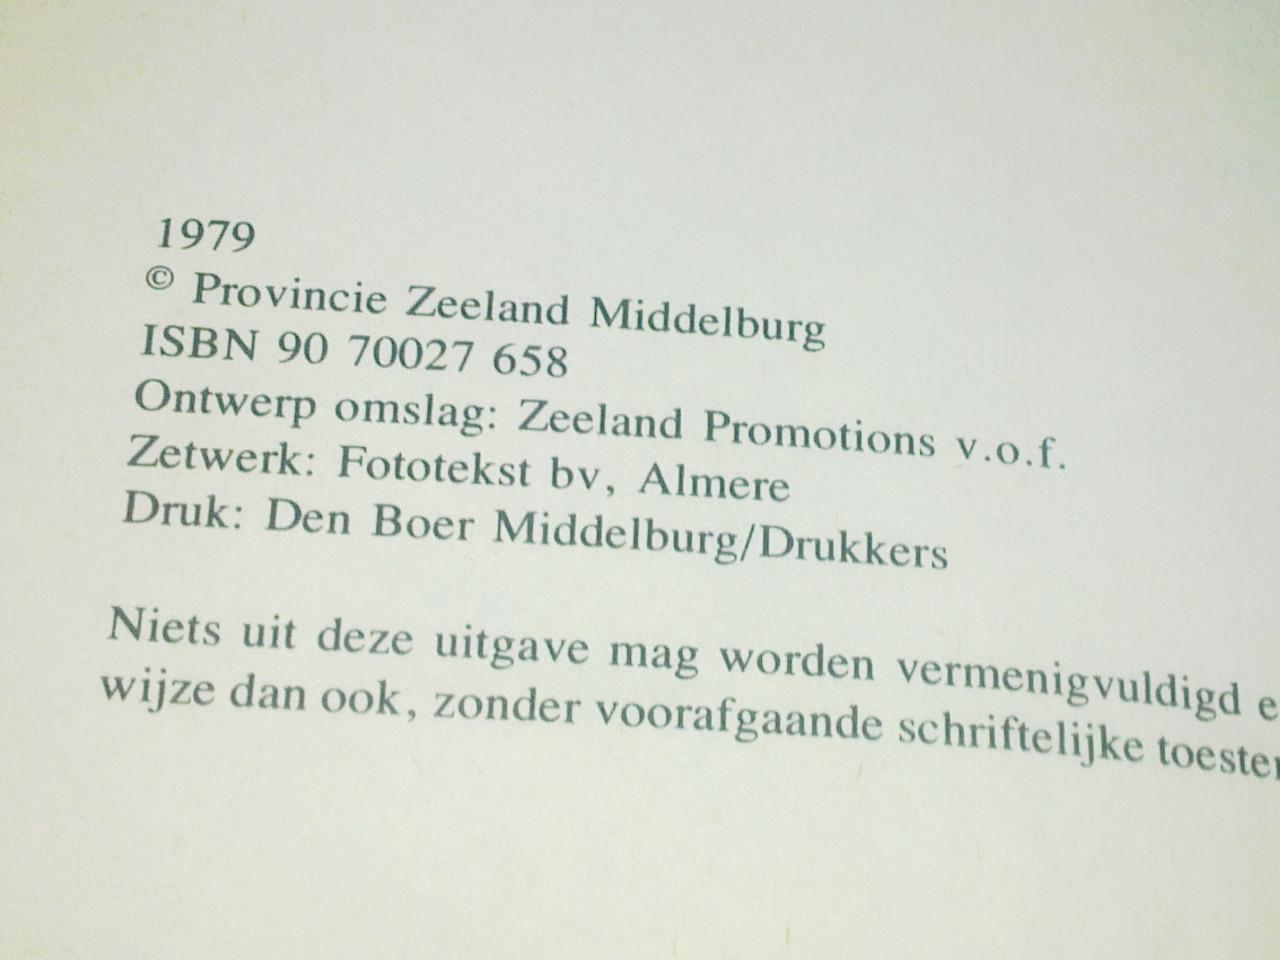 1979
© Provincie Zeeland Middelburg
ISBN 90 70027 658
Ontwerp omslag: Zeeland Promotions v.o.f.
Zetwerk: Fototekst bv, Almere
Druk: Den Boer Middelburg/Drukkers
Niets uit deze uitgave mag worden vermenigvuldigd
wijze dan ook, zonder voorafgaande schriftelijke